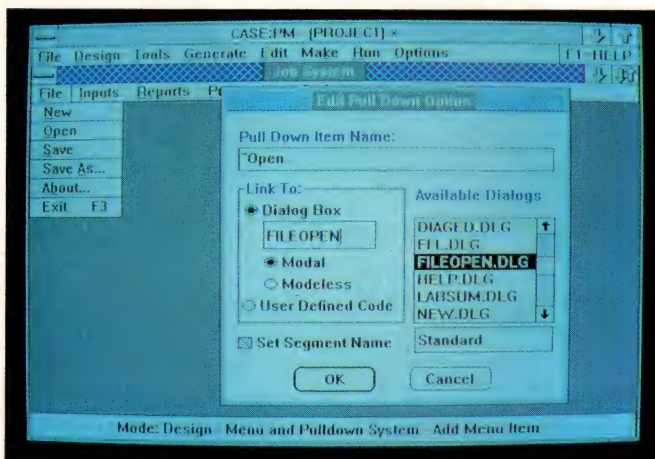 CASE:PM (PROJECT) *
File Design Tools Generate Edit Make Run Options F1=HELP
Job System
File Inputs Reports
New
Open
Save
Save As...
About...
Exit F3
Edit Pull Down Option
Pull Down Item Name:
~Open
Link To:
Dialog Box
FILEOPEN
Modal
Modeless
User Defined Code
Set Segment Name
Available Dialogs
DIAGED.DLG
FILEOPEN.DLG
HELP.DLG
LABSUM.DLG
NEW.DLG
Standard
OK
Cancel
Mode: Design - Menu and Pulldown System - Add Menu Item